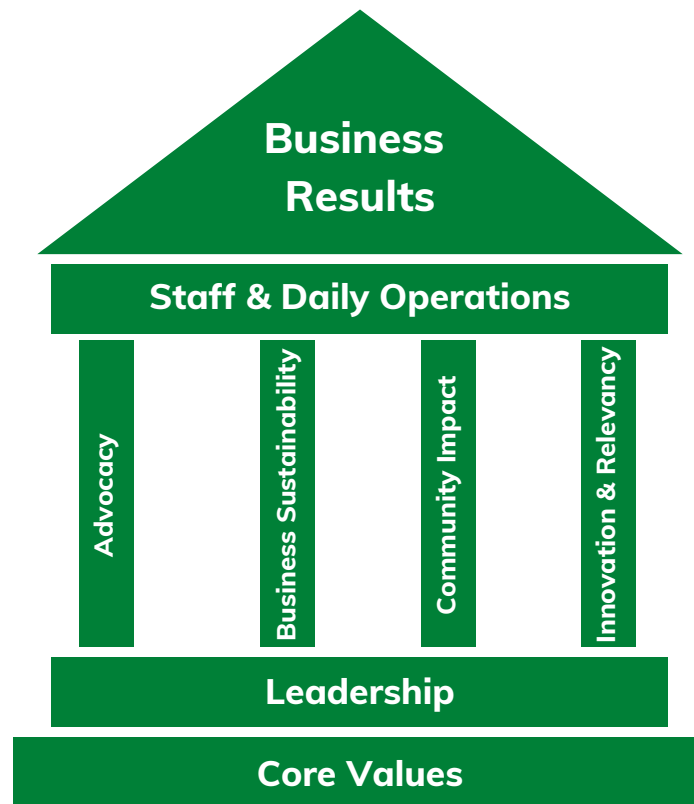 Business
Results
Staff & Daily Operations
Advocacy
Business Sustainability
Community Impact
Innovation & Relevancy
Leadership
Core Values